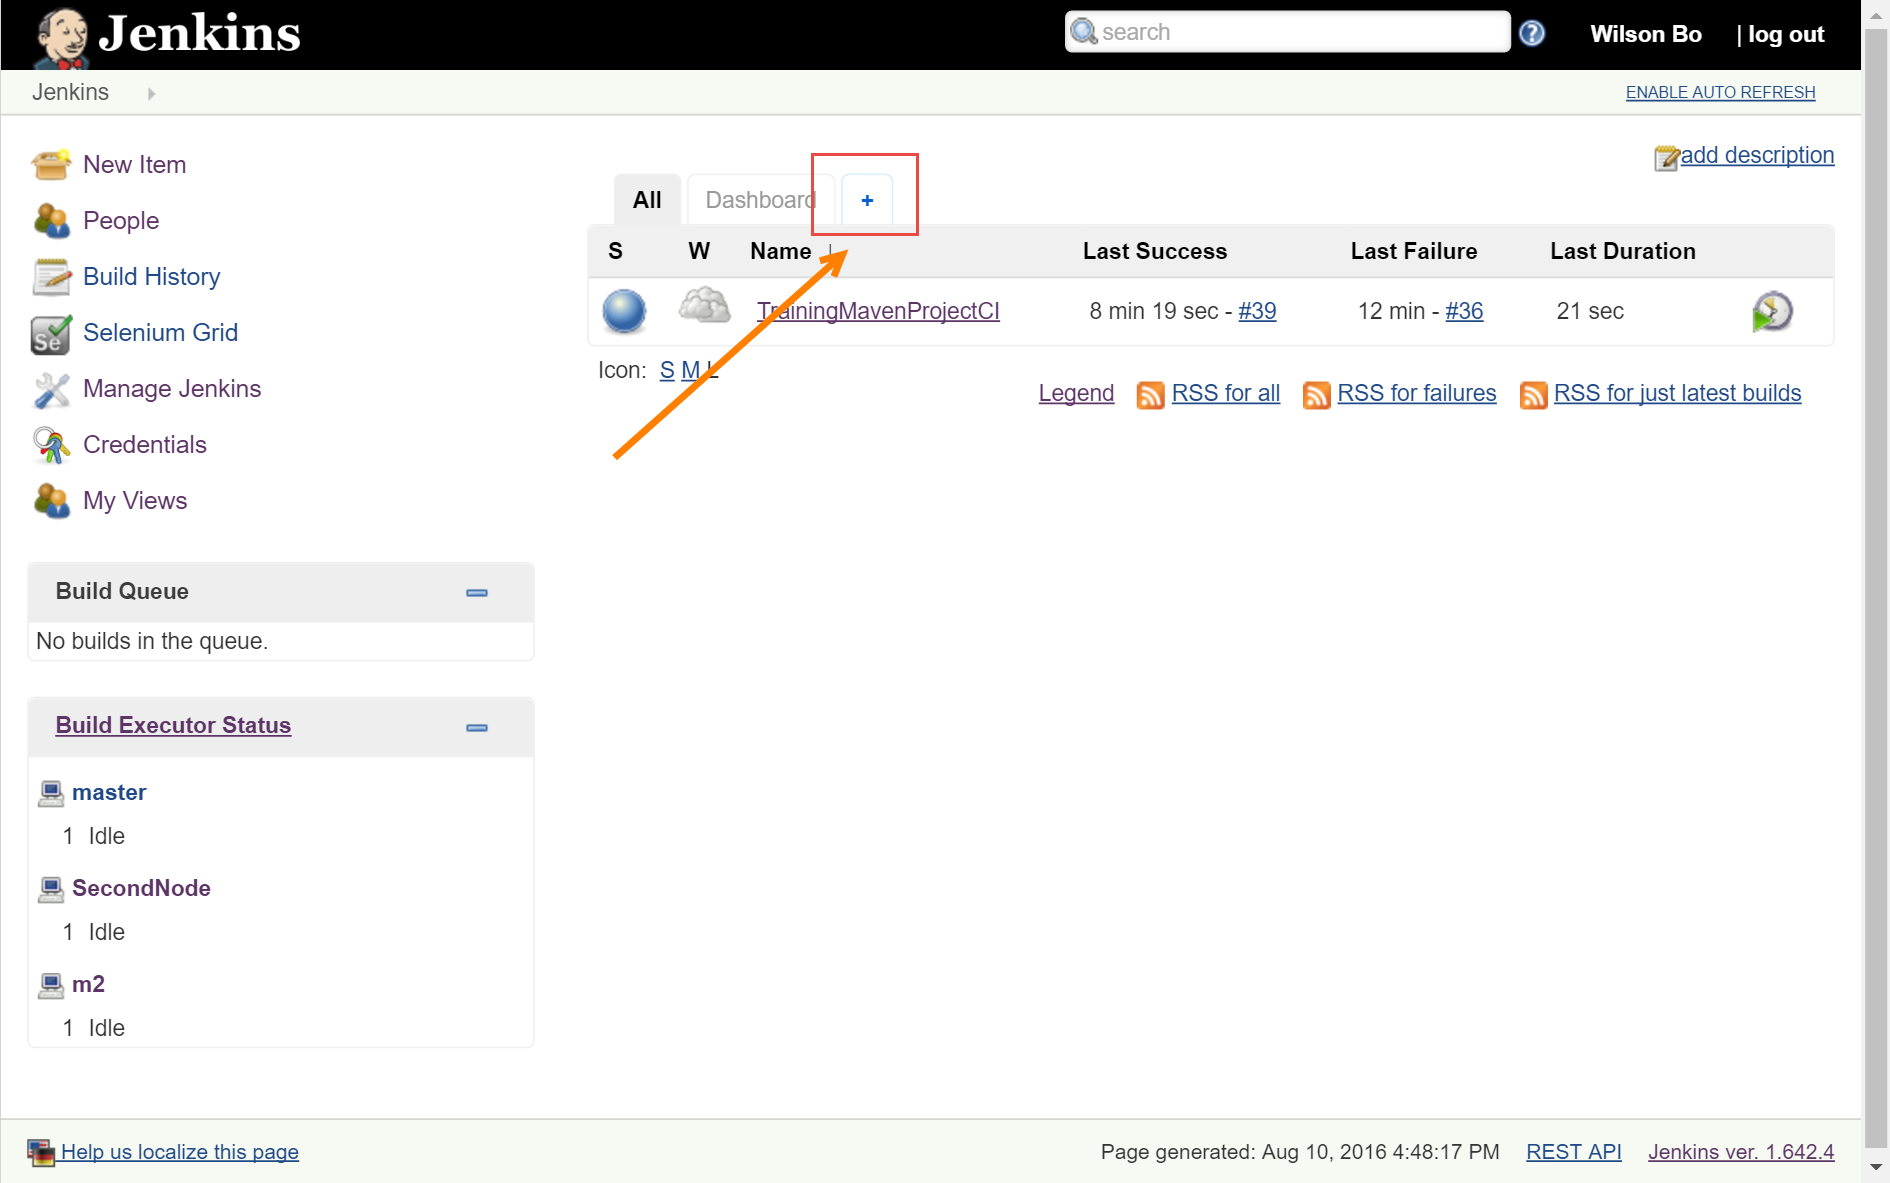 Jenkins
search
Wilson Bo | log out
Jenkins
ENABLE AUTO REFRESH
New Item
People
Build History
Se
Selenium Grid
Manage Jenkins
Credentials
My Views
Build Queue
No builds in the queue.
Build Executor Status
master
1 Idle
SecondNode
1 Idle
m2
1 Idle
add description
All Dashboard +
S W Name ↓ Last Success Last Failure Last Duration
TrainingMavenProjectCI 8 min 19 sec - #39 12 min - #36 21 sec
Icon: S M L
Legend RSS for all RSS for failures RSS for just latest builds
Help us localize this page
Page generated: Aug 10, 2016 4:48:17 PM REST API Jenkins ver. 1.642.4